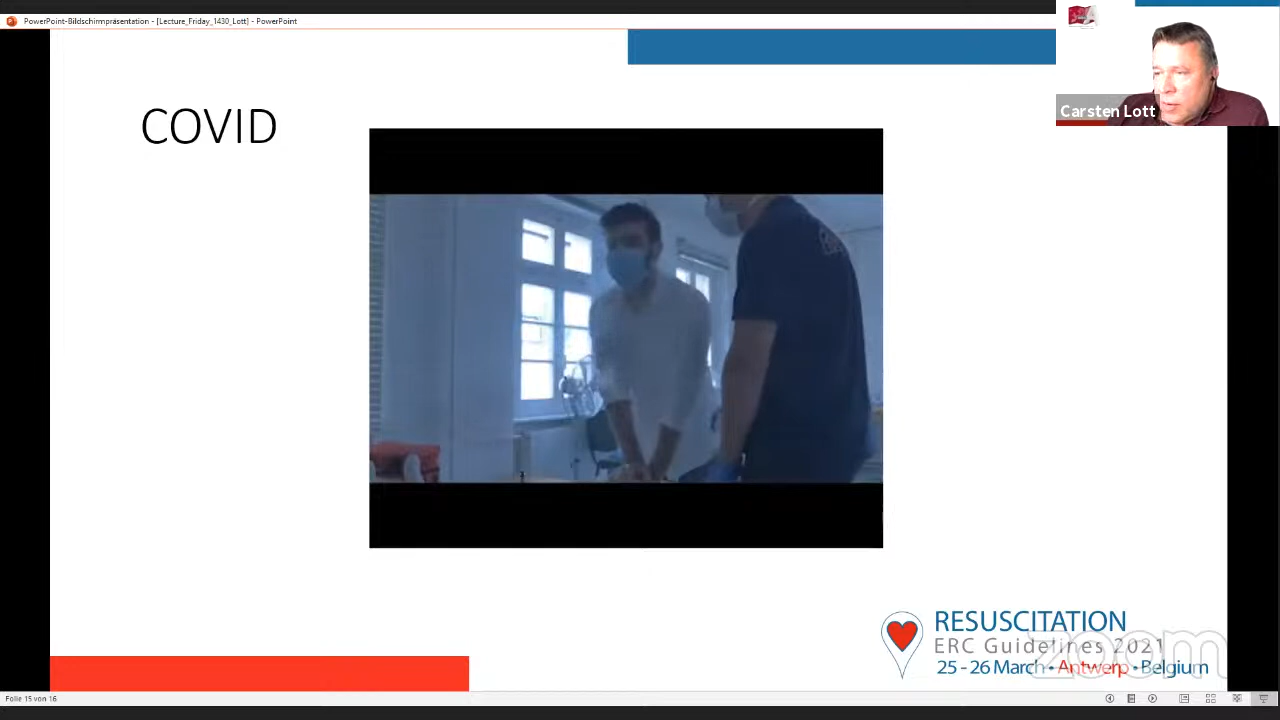 PowerPoint-Bildschirmpräsentation - [Lecture_Friday_1430_Lott] - PowerPoint
Carsten Lott
COVID
RESUSCITATION
ERC Guidelines 2021
25 - 26 March • Antwerp • Belgium
zoom
Folie 15 von 16